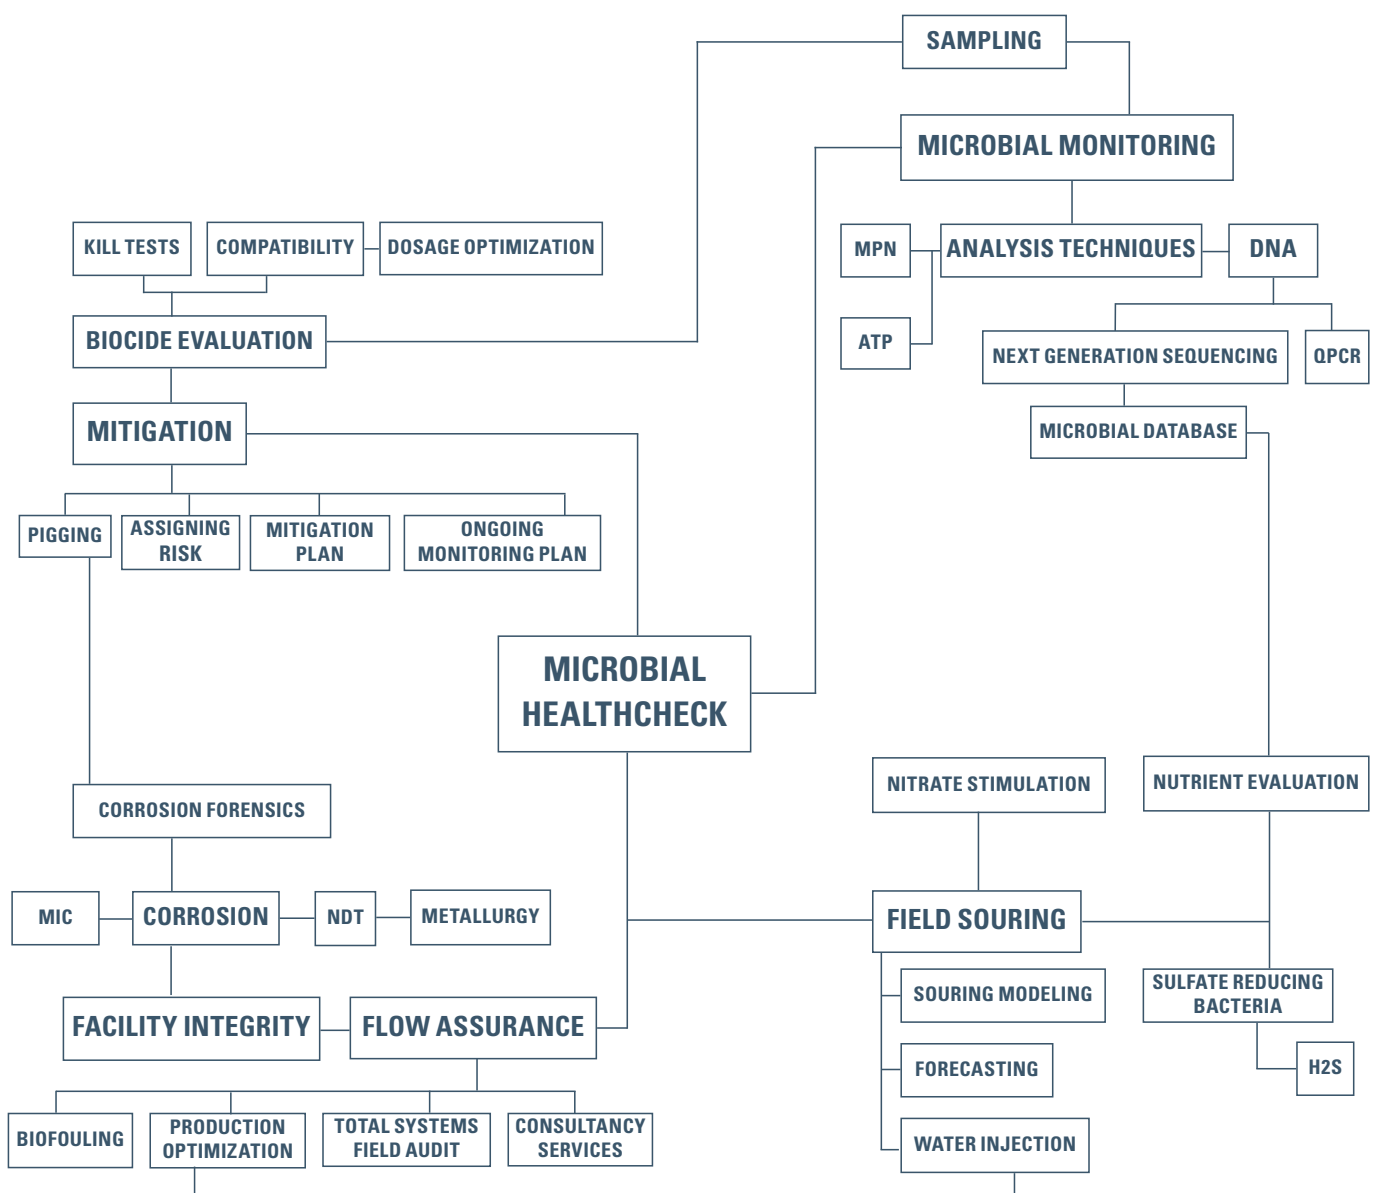 SAMPLING
MICROBIAL MONITORING
KILL TESTS
COMPATIBILITY
DOSAGE OPTIMIZATION
MPN
ANALYSIS TECHNIQUES
DNA
BIOCIDE EVALUATION
ATP
NEXT GENERATION SEQUENCING
QPCR
MITIGATION
MICROBIAL DATABASE
PIGGING
ASSIGNING
RISK
MITIGATION
PLAN
ONGOING
MONITORING PLAN
MICROBIAL
HEALTHCHECK
NITRATE STIMULATION
NUTRIENT EVALUATION
CORROSION FORENSICS
MIC
CORROSION
NDT
METALLURGY
FIELD SOURING
SOURING MODELING
SULFATE REDUCING
BACTERIA
FACILITY INTEGRITY
FLOW ASSURANCE
FORECASTING
H2S
BIOFOULING
PRODUCTION
OPTIMIZATION
TOTAL SYSTEMS
FIELD AUDIT
CONSULTANCY
SERVICES
WATER INJECTION